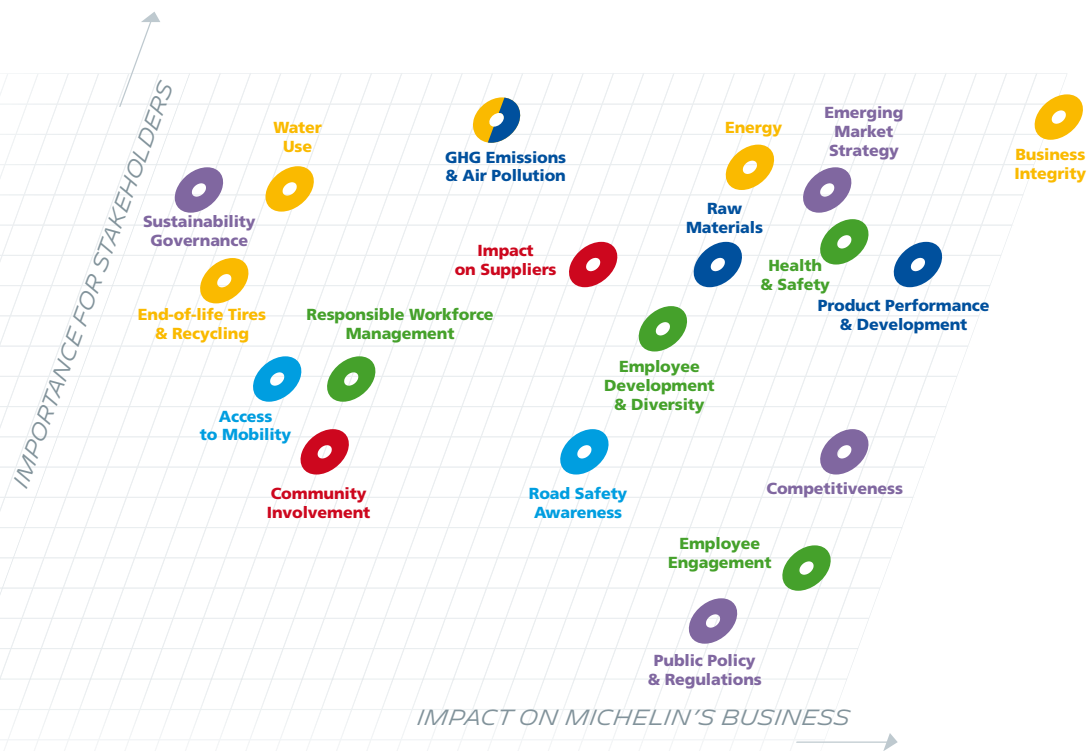 IMPORTANCE FOR STAKEHOLDERS
Water
Use
GHG Emissions
& Air Pollution
Energy
Emerging
Market
Strategy
Business
Integrity
Sustainability
Governance
Raw
Materials
Impact
on Suppliers
Health
& Safety
Product Performance
& Development
End-of-life Tires
& Recycling
Responsible Workforce
Management
Employee
Development
& Diversity
Access
to Mobility
Community
Involvement
Road Safety
Awareness
Competitiveness
Employee
Engagement
Public Policy
& Regulations
IMPACT ON MICHELIN'S BUSINESS